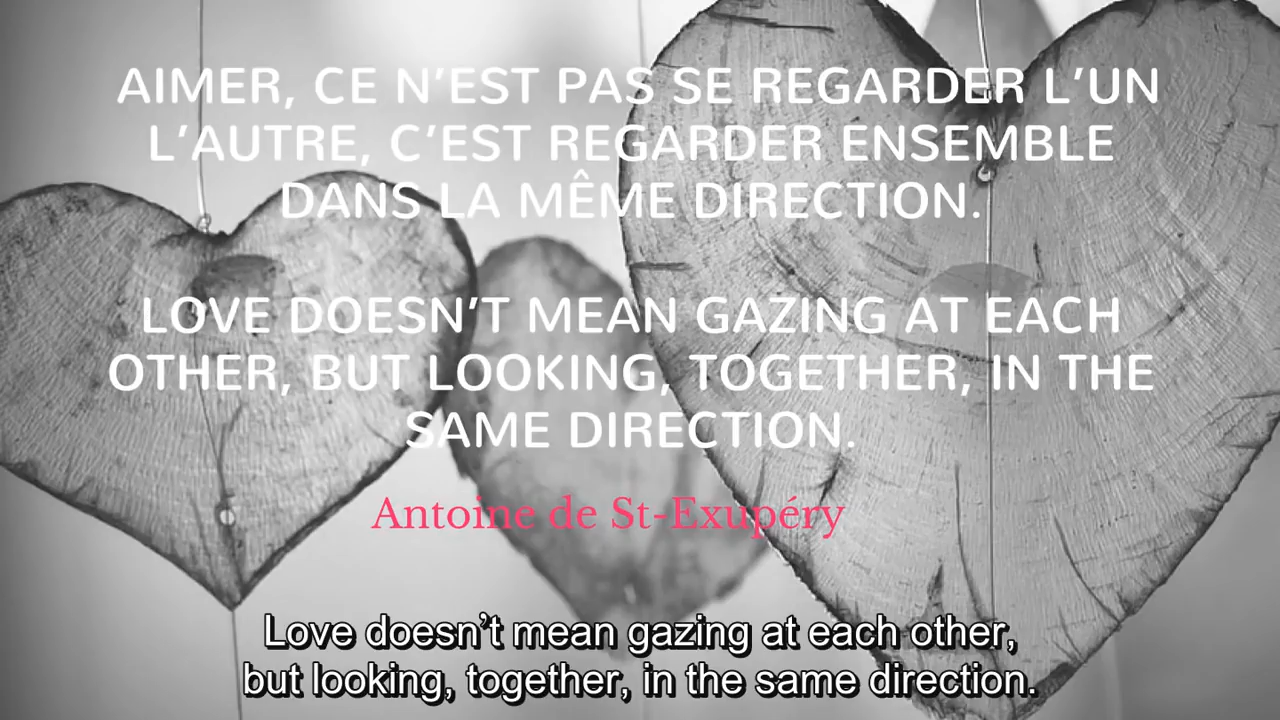 AIMER, CE N’EST PAS SE REGARDER L’UN
L’AUTRE, C’EST REGARDER ENSEMBLE
DANS LA MÊME DIRECTION.
LOVE DOESN’T MEAN GAZING AT EACH
OTHER, BUT LOOKING, TOGETHER, IN THE
SAME DIRECTION.
Antoine de St-Exupéry
Love doesn’t mean gazing at each other,
but looking, together, in the same direction.